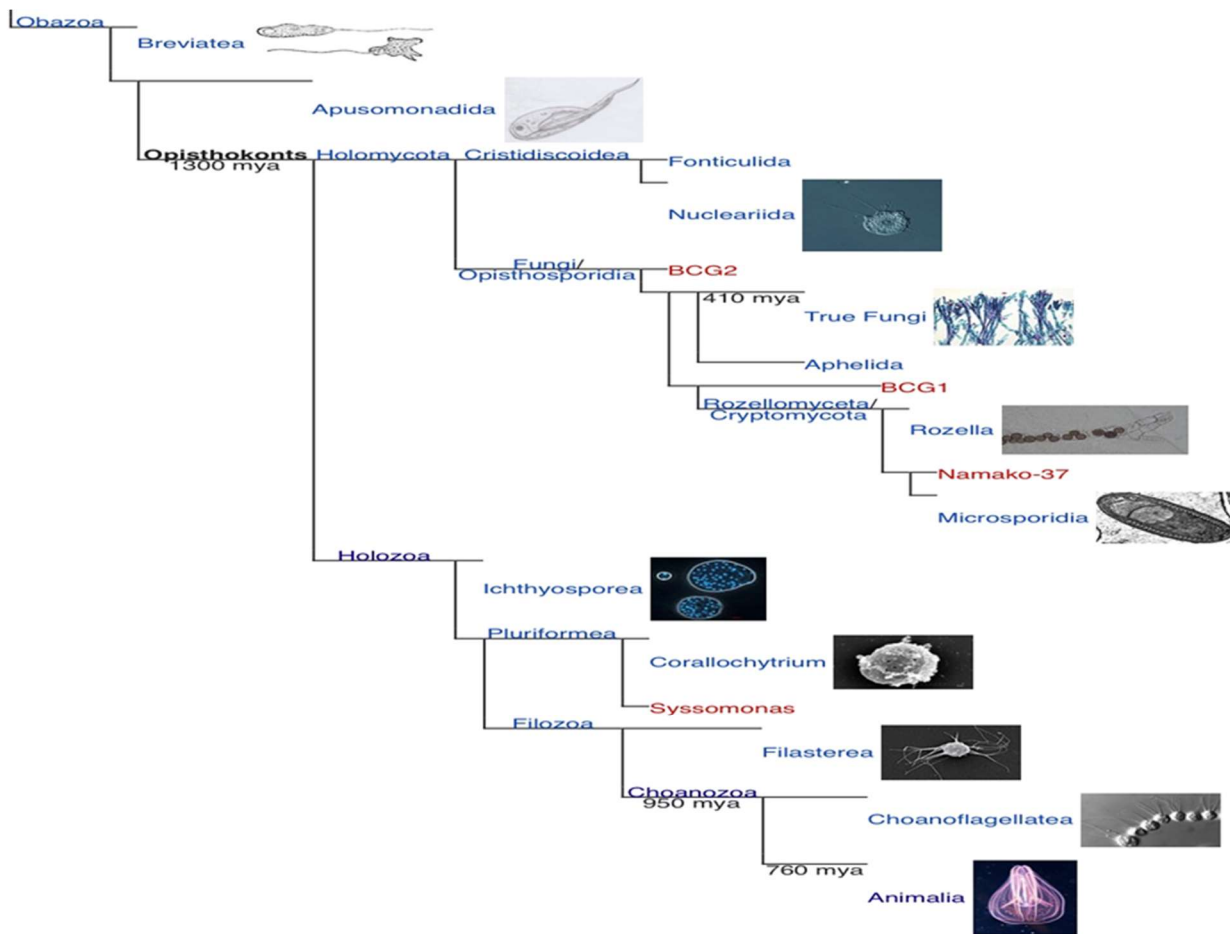 Obazoa
Breviatea
Apusomonadida
Opisthokonts Holomycota Cristidiscoidea
1300 mya
Fonticulida
Nucleariida
Fungi/
Opisthosporidia
BCG2
410 mya
True Fungi
Aphelida
BCG1
Rozellomyceta/
Cryptomycota
Rozella
Namako-37
Microsporidia
Holozoa
Ichthyosporea
Pluriformea
Corallochytrium
Syssomonas
Filozoa
Filasterea
Choanozoa
950 mya
Choanoflagellatea
760 mya
Animalia